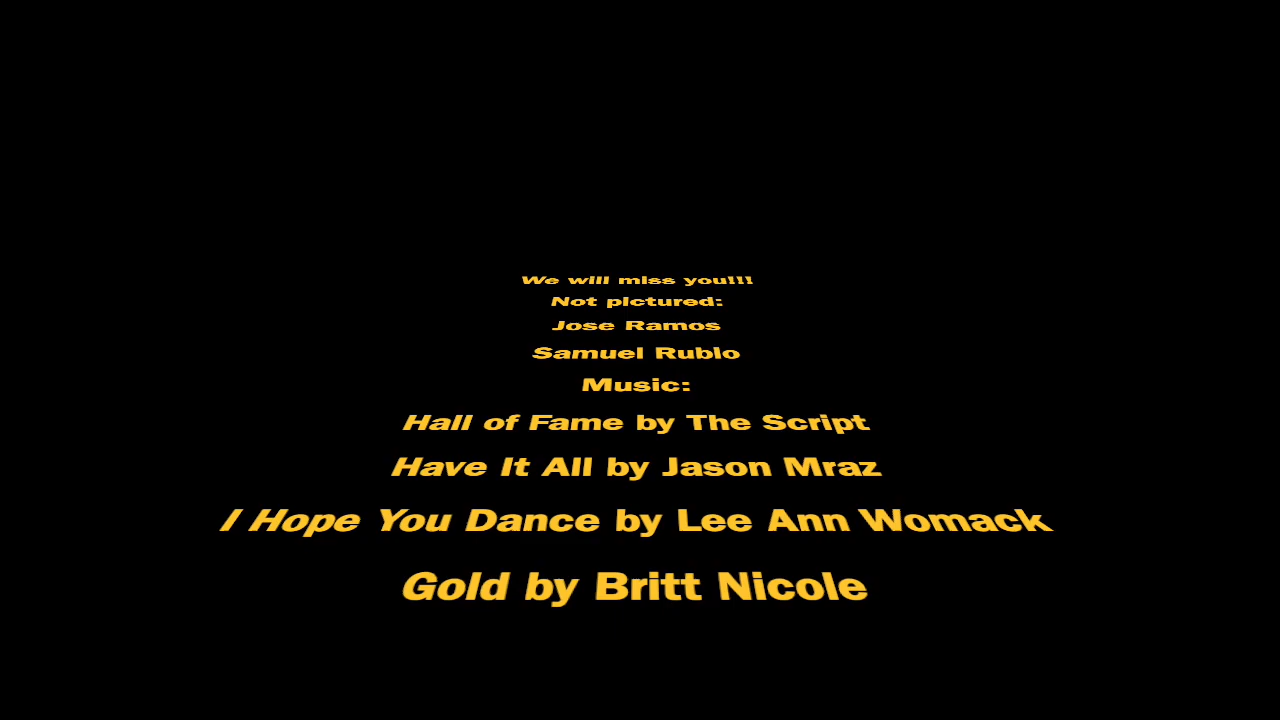 We will miss you!!!
Not pictured:
Jose Ramos
Samuel Rubio
Music:
Hall of Fame by The Script
Have It All by Jason Mraz
I Hope You Dance by Lee Ann Womack
Gold by Britt Nicole